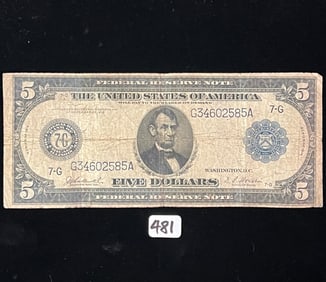 FEDERAL RESERVE NOTE
5 THE UNITED STATES OF AMERICA 5
G34602585A 7-G
7-G
7-G G34602585A
WASHINGTON, D.C.
5 FIVE DOLLARS 5
FEDERAL RESERVE NOTE
481